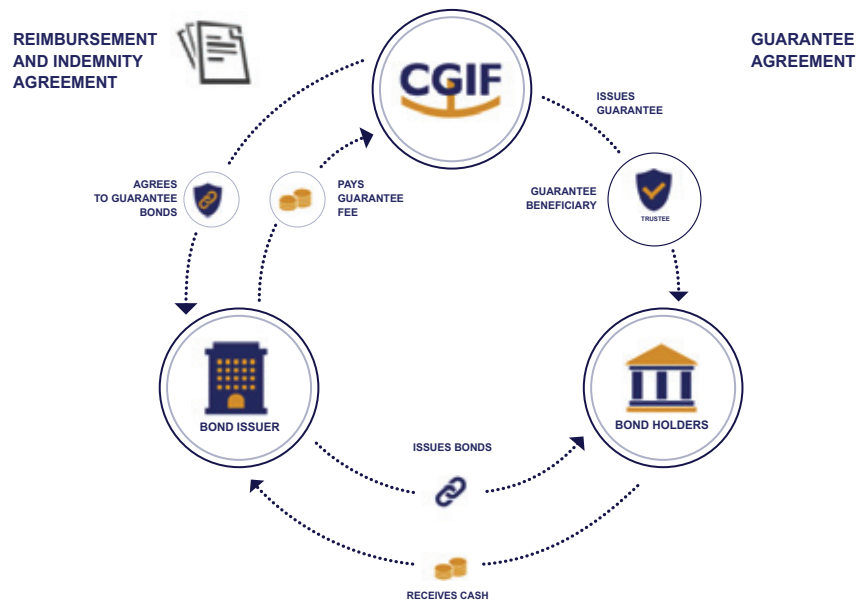 REIMBURSEMENT
AND INDEMNITY
AGREEMENT
GUARANTEE
AGREEMENT
CGIF
ISSUES
GUARANTEE
AGREES
TO GUARANTEE
BONDS
PAYS
GUARANTEE
FEE
GUARANTEE
BENEFICIARY
TRUSTEE
BOND ISSUER
BOND HOLDERS
ISSUES BONDS
RECEIVES CASH